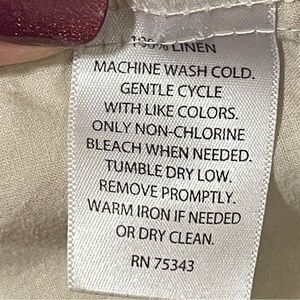 100% LINEN
MACHINE WASH COLD.
GENTLE CYCLE
WITH LIKE COLORS.
ONLY NON-CHLORINE
BLEACH WHEN NEEDED.
TUMBLE DRY LOW.
REMOVE PROMPTLY.
WARM IRON IF NEEDED
OR DRY CLEAN.
RN 75343